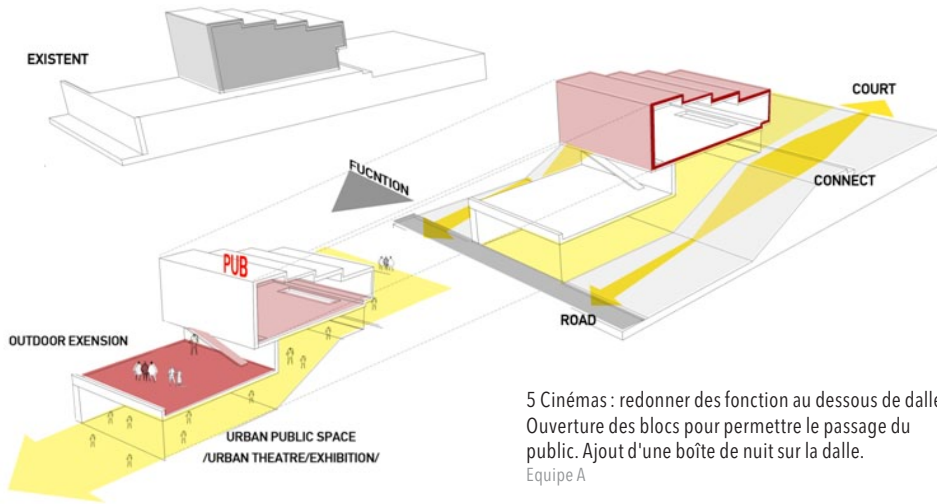 EXISTENT
COURT
FUCNTION
CONNECT
PUB
ROAD
OUTDOOR EXENSION
URBAN PUBLIC SPACE
/URBAN THEATRE/EXHIBITION/
5 Cinémas : redonner des fonction au dessous de dalle
Ouverture des blocs pour permettre le passage du
public. Ajout d'une boîte de nuit sur la dalle.
Equipe A